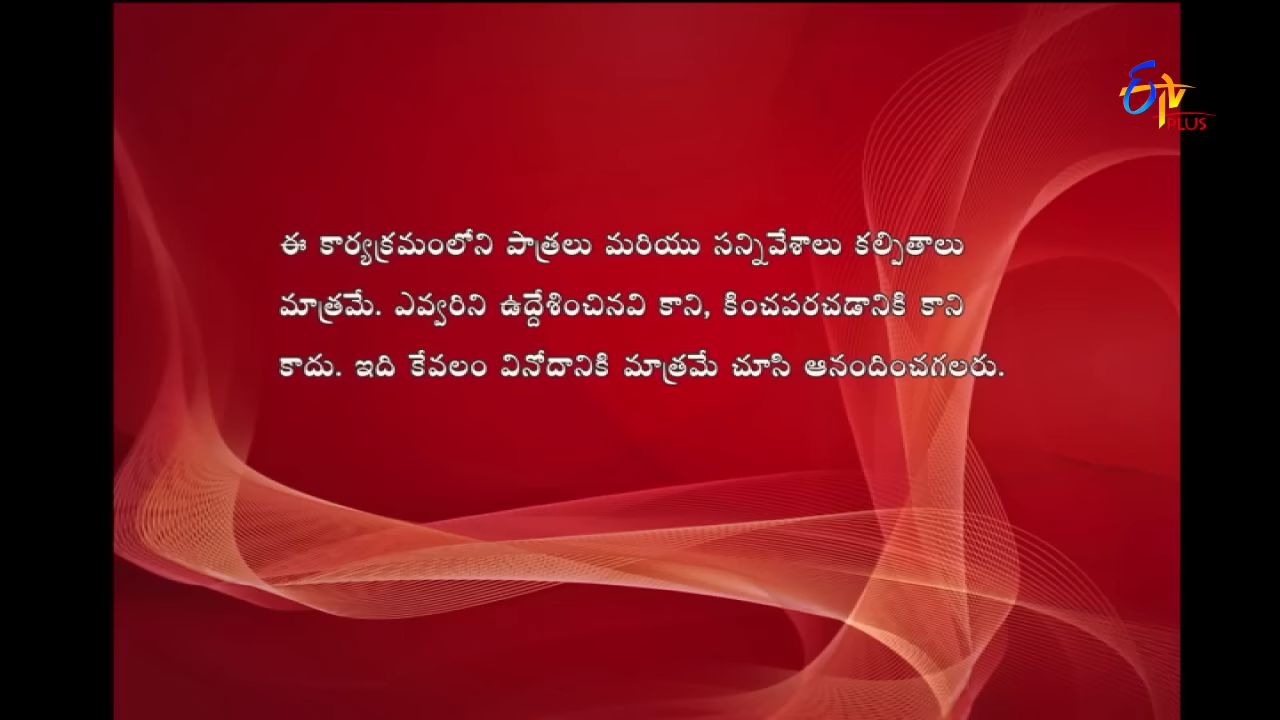 ETV
PLUS
ఈ కార్యక్రమంలోని పాత్రలు మరియు సన్నివేశాలు కల్పితాలు
మాత్రమే. ఎవ్వరిని ఉద్దేశించినవి కాని, కించపరచడానికి కాని
కాదు. ఇది కేవలం వినోదానికి మాత్రమే చూసి ఆనందించగలరు.